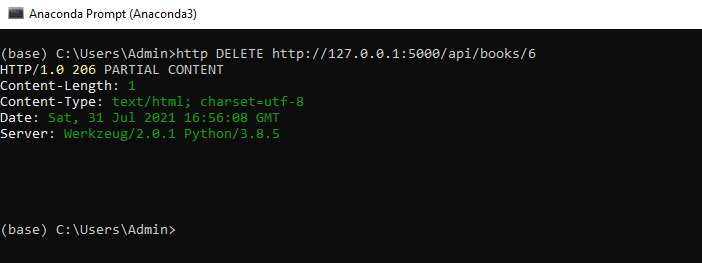 Anaconda Prompt (Anaconda3)
(base) C:\Users\Admin>http DELETE http://127.0.0.1:5000/api/books/6
HTTP/1.0 206 PARTIAL CONTENT
Content-Length: 1
Content-Type: text/html; charset=utf-8
Date: Sat, 31 Jul 2021 16:56:08 GMT
Server: Werkzeug/2.0.1 Python/3.8.5
(base) C:\Users\Admin>